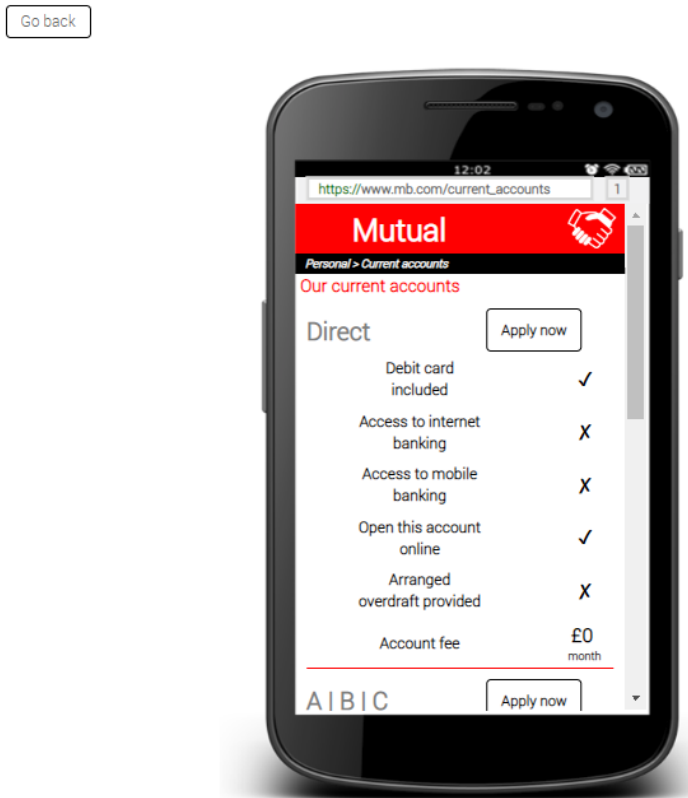 Go back
12:02
https://www.mb.com/current_accounts
1
Mutual
Personal > Current accounts
Our current accounts
Direct
Apply now
Debit card
included
✓
Access to internet
banking
✗
Access to mobile
banking
✗
Open this account
online
✓
Arranged
overdraft provided
✗
Account fee
£0
month
A | B | C
Apply now